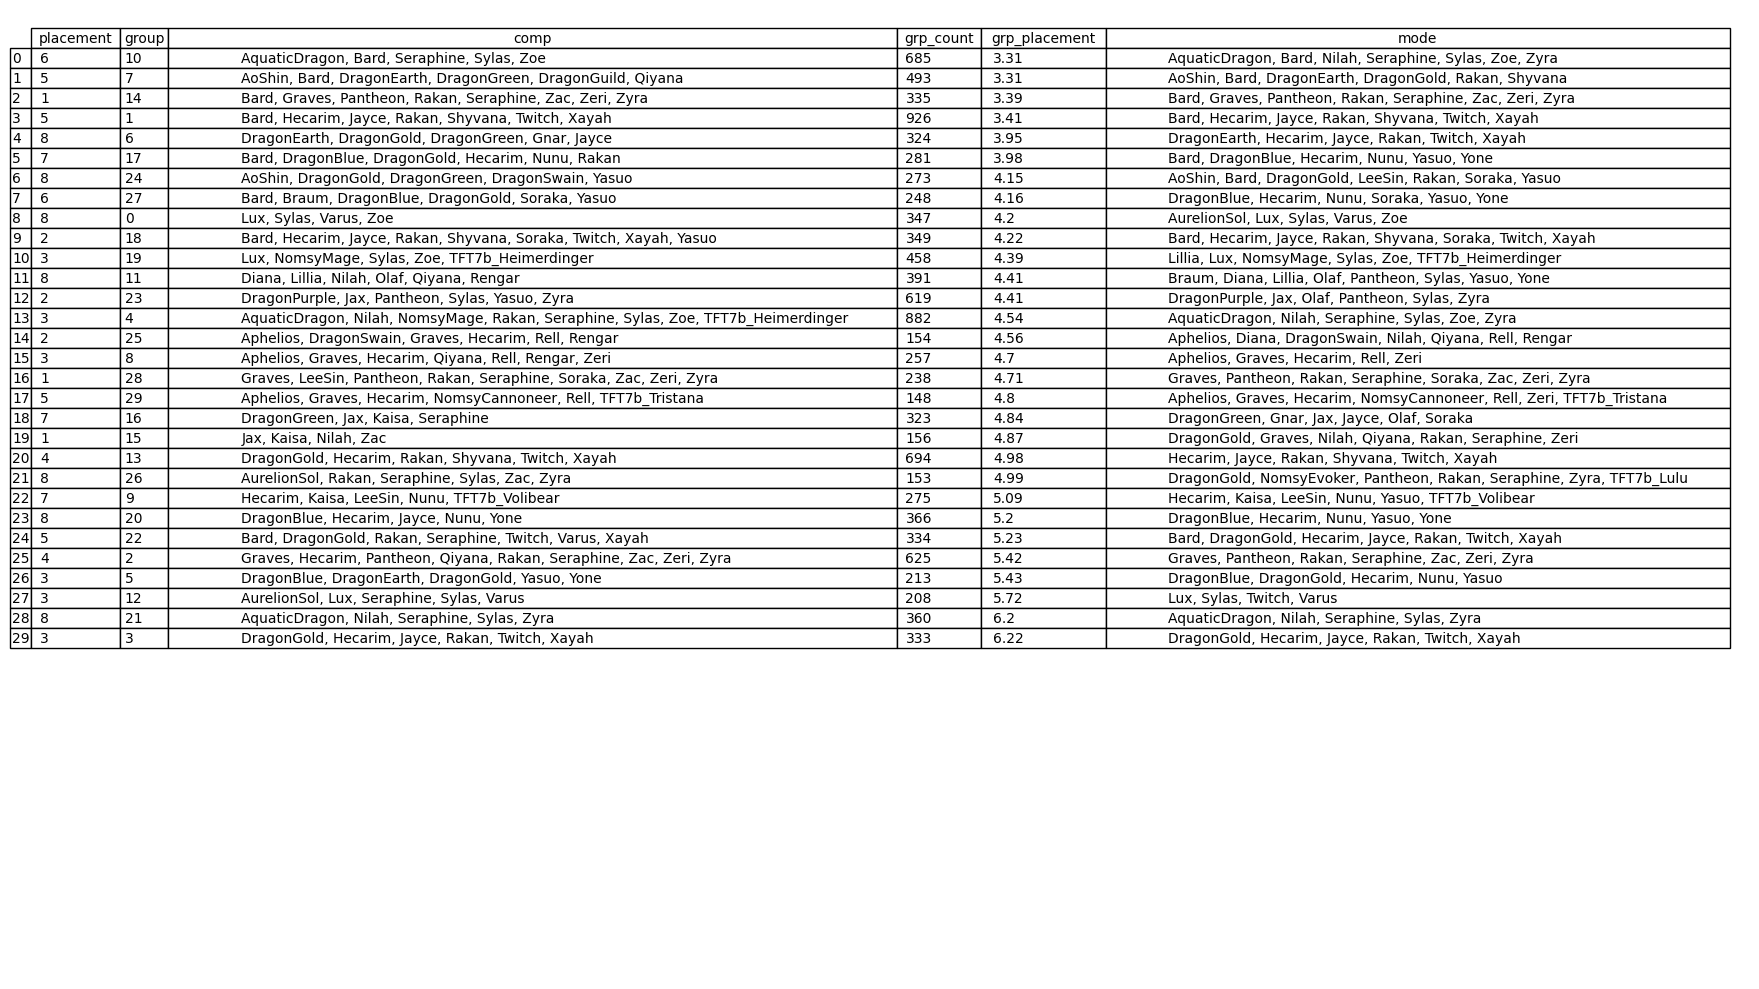 placement group comp grp_count grp_placement mode
0 6 10 AquaticDragon, Bard, Seraphine, Sylas, Zoe 685 3.31 AquaticDragon, Bard, Nilah, Seraphine, Sylas, Zoe, Zyra
1 5 7 AoShin, Bard, DragonEarth, DragonGreen, DragonGuild, Qiyana 493 3.31 AoShin, Bard, DragonEarth, DragonGold, Rakan, Shyvana
2 1 14 Bard, Graves, Pantheon, Rakan, Seraphine, Zac, Zeri, Zyra 335 3.39 Bard, Graves, Pantheon, Rakan, Seraphine, Zac, Zeri, Zyra
3 5 1 Bard, Hecarim, Jayce, Rakan, Shyvana, Twitch, Xayah 926 3.41 Bard, Hecarim, Jayce, Rakan, Shyvana, Twitch, Xayah
4 8 6 DragonEarth, DragonGold, DragonGreen, Gnar, Jayce 324 3.95 DragonEarth, Hecarim, Jayce, Rakan, Twitch, Xayah
5 7 17 Bard, DragonBlue, DragonGold, Hecarim, Nunu, Rakan 281 3.98 Bard, DragonBlue, Hecarim, Nunu, Yasuo, Yone
6 8 24 AoShin, DragonGold, DragonGreen, DragonSwain, Yasuo 273 4.15 AoShin, Bard, DragonGold, LeeSin, Rakan, Soraka, Yasuo
7 6 27 Bard, Braum, DragonBlue, DragonGold, Soraka, Yasuo 248 4.16 DragonBlue, Hecarim, Nunu, Soraka, Yasuo, Yone
8 8 0 Lux, Sylas, Varus, Zoe 347 4.2 AurelionSol, Lux, Sylas, Varus, Zoe
9 2 18 Bard, Hecarim, Jayce, Rakan, Shyvana, Soraka, Twitch, Xayah, Yasuo 349 4.22 Bard, Hecarim, Jayce, Rakan, Shyvana, Soraka, Twitch, Xayah
10 3 19 Lux, NomsyMage, Sylas, Zoe, TFT7b_Heimerdinger 458 4.39 Lillia, Lux, NomsyMage, Sylas, Zoe, TFT7b_Heimerdinger
11 8 11 Diana, Lillia, Nilah, Olaf, Qiyana, Rengar 391 4.41 Braum, Diana, Lillia, Olaf, Pantheon, Sylas, Yasuo, Yone
12 2 23 DragonPurple, Jax, Pantheon, Sylas, Yasuo, Zyra 619 4.41 DragonPurple, Jax, Olaf, Pantheon, Sylas, Zyra
13 3 4 AquaticDragon, Nilah, NomsyMage, Rakan, Seraphine, Sylas, Zoe, TFT7b_Heimerdinger 882 4.54 AquaticDragon, Nilah, Seraphine, Sylas, Zoe, Zyra
14 2 25 Aphelios, DragonSwain, Graves, Hecarim, Rell, Rengar 154 4.56 Aphelios, Diana, DragonSwain, Nilah, Qiyana, Rell, Rengar
15 3 8 Aphelios, Graves, Hecarim, Qiyana, Rell, Rengar, Zeri 257 4.7 Aphelios, Graves, Hecarim, Rell, Zeri
16 1 28 Graves, LeeSin, Pantheon, Rakan, Seraphine, Soraka, Zac, Zeri, Zyra 238 4.71 Graves, Pantheon, Rakan, Seraphine, Soraka, Zac, Zeri, Zyra
17 5 29 Aphelios, Graves, Hecarim, NomsyCannoneer, Rell, TFT7b_Tristana 148 4.8 Aphelios, Graves, Hecarim, NomsyCannoneer, Rell, Zeri, TFT7b_Tristana
18 7 16 DragonGreen, Jax, Kaisa, Seraphine 323 4.84 DragonGreen, Gnar, Jax, Jayce, Olaf, Soraka
19 1 15 Jax, Kaisa, Nilah, Zac 156 4.87 DragonGold, Graves, Nilah, Qiyana, Rakan, Seraphine, Zeri
20 4 13 DragonGold, Hecarim, Rakan, Shyvana, Twitch, Xayah 694 4.98 Hecarim, Jayce, Rakan, Shyvana, Twitch, Xayah
21 8 26 AurelionSol, Rakan, Seraphine, Sylas, Zac, Zyra 153 4.99 DragonGold, NomsyEvoker, Pantheon, Rakan, Seraphine, Zyra, TFT7b_Lulu
22 7 9 Hecarim, Kaisa, LeeSin, Nunu, TFT7b_Volibear 275 5.09 Hecarim, Kaisa, LeeSin, Nunu, Yasuo, TFT7b_Volibear
23 8 20 DragonBlue, Hecarim, Jayce, Nunu, Yone 366 5.2 DragonBlue, Hecarim, Nunu, Yasuo, Yone
24 5 22 Bard, DragonGold, Rakan, Seraphine, Twitch, Varus, Xayah 334 5.23 Bard, DragonGold, Hecarim, Jayce, Rakan, Twitch, Xayah
25 4 2 Graves, Hecarim, Pantheon, Qiyana, Rakan, Seraphine, Zac, Zeri, Zyra 625 5.42 Graves, Pantheon, Rakan, Seraphine, Zac, Zeri, Zyra
26 3 5 DragonBlue, DragonEarth, DragonGold, Yasuo, Yone 213 5.43 DragonBlue, DragonGold, Hecarim, Nunu, Yasuo
27 3 12 AurelionSol, Lux, Seraphine, Sylas, Varus 208 5.72 Lux, Sylas, Twitch, Varus
28 8 21 AquaticDragon, Nilah, Seraphine, Sylas, Zyra 360 6.2 AquaticDragon, Nilah, Seraphine, Sylas, Zyra
29 3 3 DragonGold, Hecarim, Jayce, Rakan, Twitch, Xayah 333 6.22 DragonGold, Hecarim, Jayce, Rakan, Twitch, Xayah